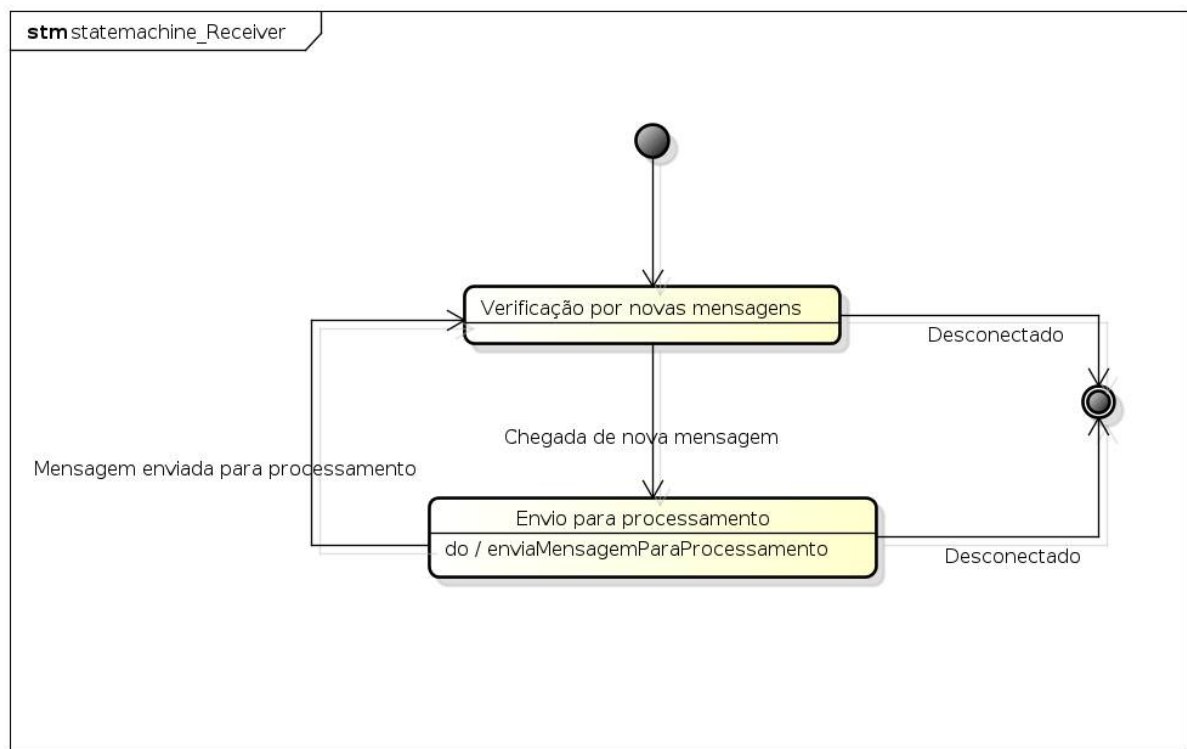 stm statemachine_Receiver
Verificação por novas mensagens
Desconectado
Chegada de nova mensagem
Mensagem enviada para processamento
Envio para processamento
do / enviaMensagemParaProcessamento
Desconectado